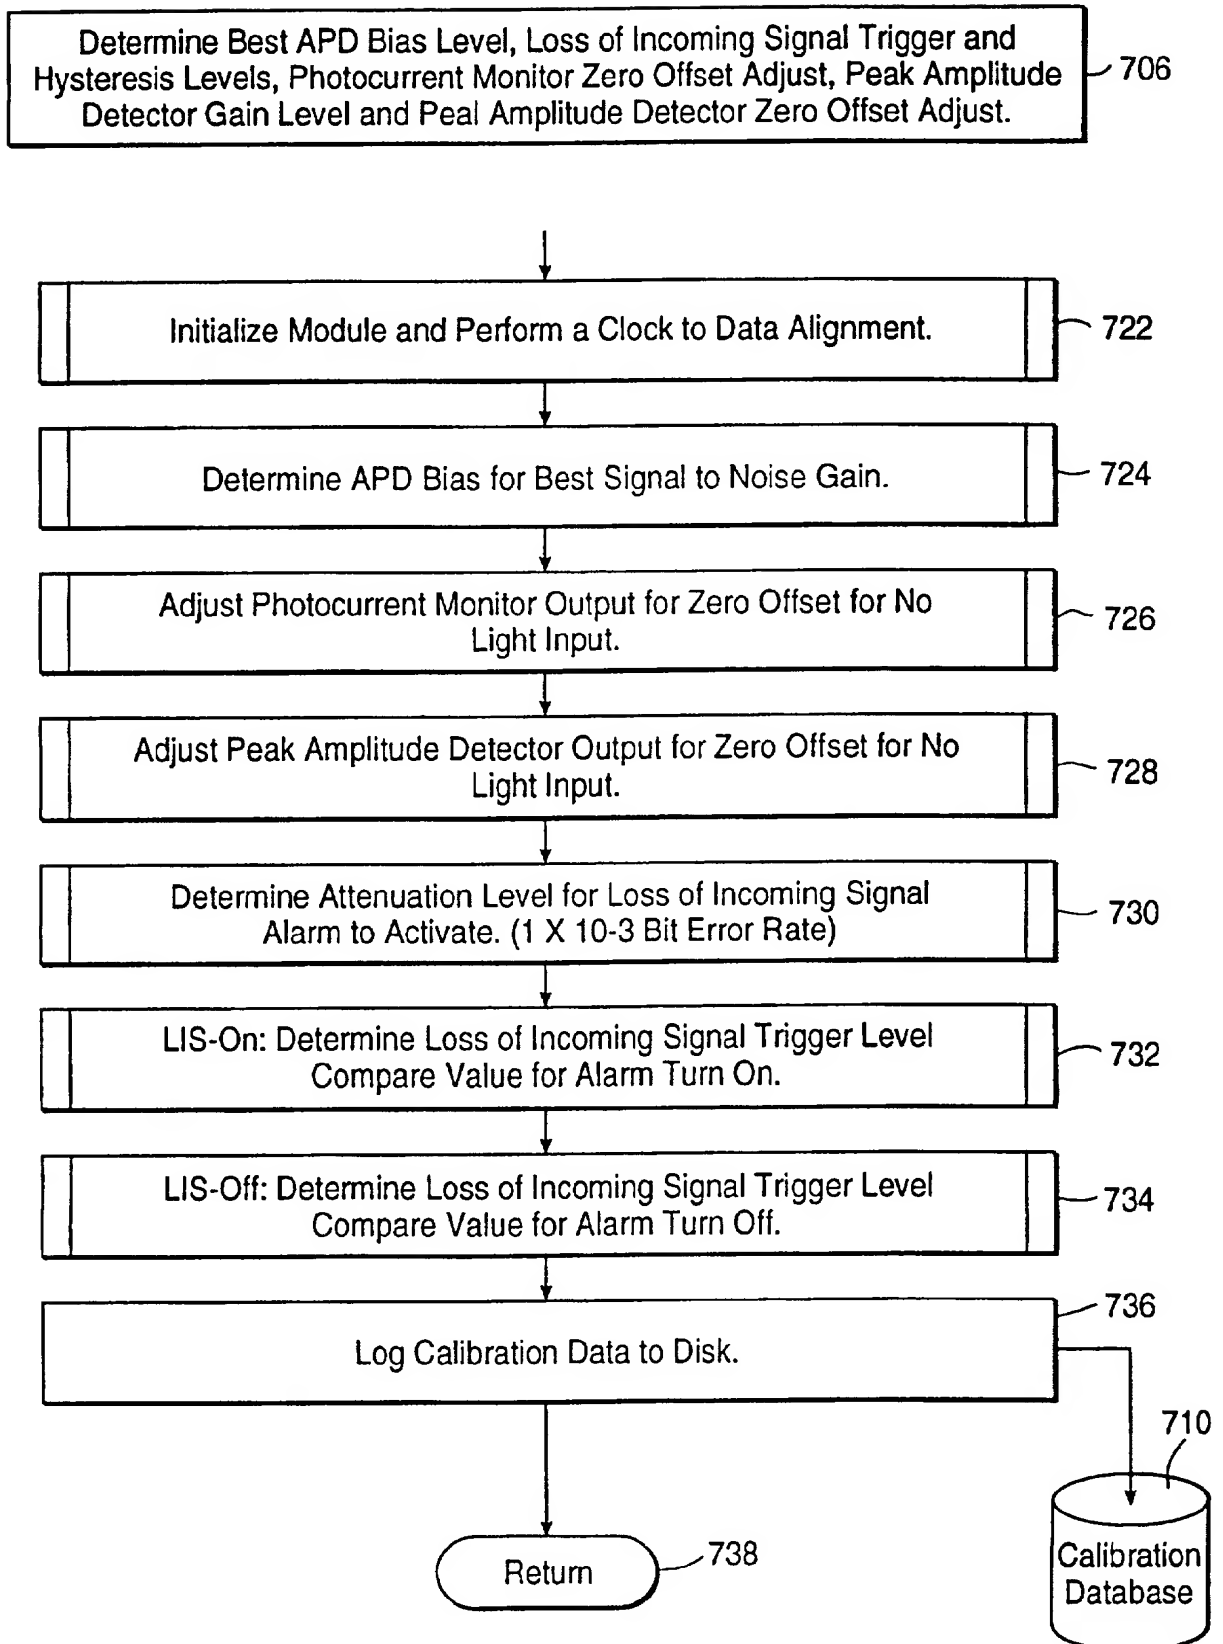 Determine Best APD Bias Level, Loss of Incoming Signal Trigger and
Hysteresis Levels, Photocurrent Monitor Zero Offset Adjust, Peak Amplitude
Detector Gain Level and Peal Amplitude Detector Zero Offset Adjust.
706
Initialize Module and Perform a Clock to Data Alignment.
722
Determine APD Bias for Best Signal to Noise Gain.
724
Adjust Photocurrent Monitor Output for Zero Offset for No
Light Input.
726
Adjust Peak Amplitude Detector Output for Zero Offset for No
Light Input.
728
Determine Attenuation Level for Loss of Incoming Signal
Alarm to Activate. (1 X 10-3 Bit Error Rate)
730
LIS-On: Determine Loss of Incoming Signal Trigger Level
Compare Value for Alarm Turn On.
732
LIS-Off: Determine Loss of Incoming Signal Trigger Level
Compare Value for Alarm Turn Off.
734
Log Calibration Data to Disk.
736
710
Calibration
Database
Return
738